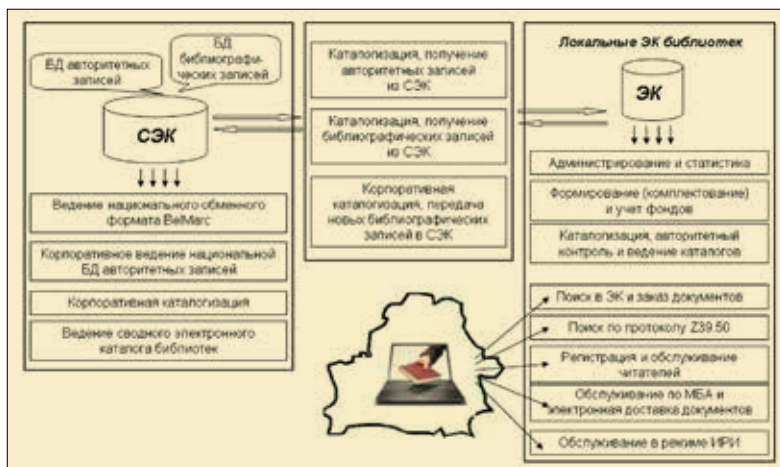 БД авторитетных
записей
БД
библиографи-
ческих записей
СЭК
Ведение национального обменного
формата BelMarc
Корпоративное ведение национальной
БД авторитетных записей
Корпоративная каталогизация
Ведение сводного электронного
каталога библиотек
Каталогизация, получение
авторитетных записей
из СЭК
Каталогизация, получение
библиографических записей
из СЭК
Корпоративная
каталогизация, передача
новых библиографических
записей в СЭК
Локальные ЭК библиотек
ЭК
Администрирование и статистика
Формирование (комплектование)
и учет фондов
Каталогизация, авторитетный
контроль и ведение каталогов
Поиск в ЭК и заказ документов
Поиск по протоколу Z39.50
Регистрация и обслуживание
читателей
Обслуживание по МБА и
электронная доставка документов
Обслуживание в режиме ИРИ